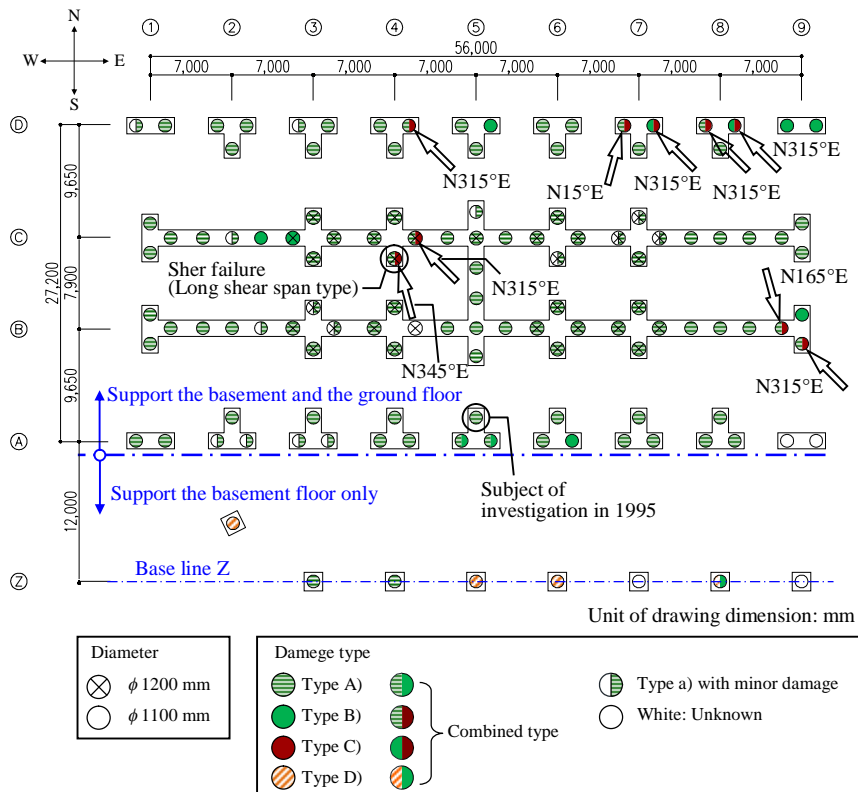 N
W
E
S
1
2
3
4
5
6
7
8
9
56,000
7,000
7,000
7,000
7,000
7,000
7,000
7,000
7,000
D
C
B
A
Z
9,650
7,900
9,650
27,200
12,000
N315°E
N15°E
N315°E
N315°E
N315°E
Sher failure
(Long shear span type)
N315°E
N165°E
N345°E
N315°E
Support the basement and the ground floor
Support the basement floor only
Subject of
investigation in 1995
Base line Z
Unit of drawing dimension: mm
Diameter
ϕ1200 mm
ϕ1100 mm
Damage type
Type A)
Type B)
Type C)
Type D)
Combined type
Type a) with minor damage
White: Unknown